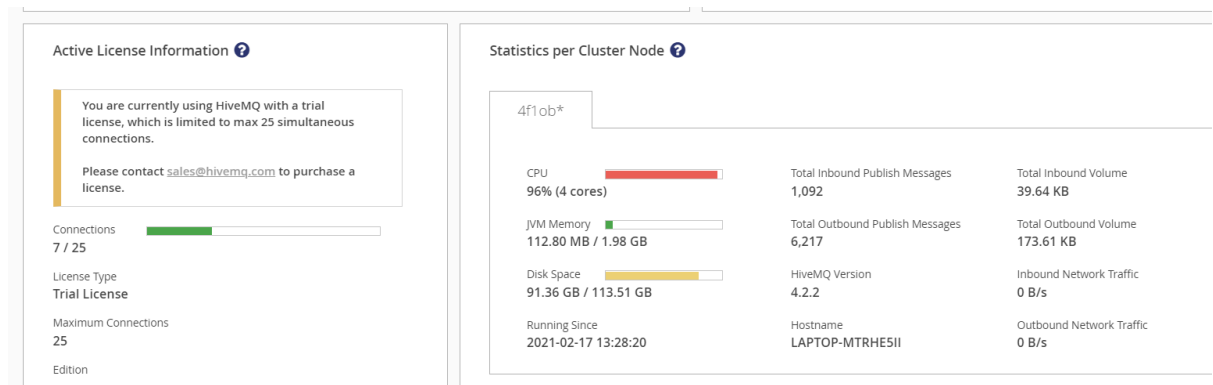 Active License Information ?
You are currently using HiveMQ with a trial
license, which is limited to max 25 simultaneous
connections.
Please contact sales@hivemq.com to purchase a
license.
Connections
7 / 25
License Type
Trial License
Maximum Connections
25
Edition
Statistics per Cluster Node ?
4f1ob*
CPU
96% (4 cores)
JVM Memory
112.80 MB / 1.98 GB
Disk Space
91.36 GB / 113.51 GB
Running Since
2021-02-17 13:28:20
Total Inbound Publish Messages
1,092
Total Outbound Publish Messages
6,217
HiveMQ Version
4.2.2
Hostname
LAPTOP-MTRHE5II
Total Inbound Volume
39.64 KB
Total Outbound Volume
173.61 KB
Inbound Network Traffic
0 B/s
Outbound Network Traffic
0 B/s